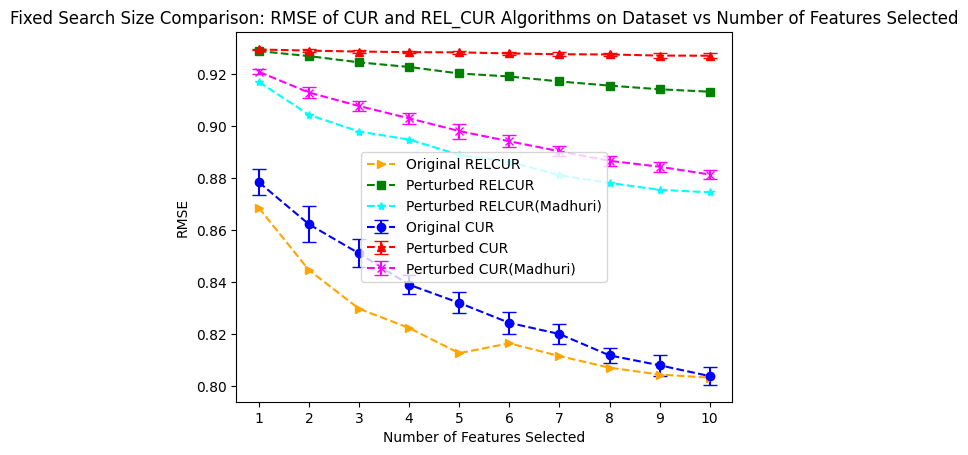 Fixed Search Size Comparison: RMSE of CUR and REL_CUR Algorithms on Dataset vs Number of Features Selected
RMSE
0.92
0.90
0.88
0.86
0.84
0.82
0.80
Original RELCUR
Perturbed RELCUR
Perturbed RELCUR(Madhuri)
Original CUR
Perturbed CUR
Perturbed CUR(Madhuri)
1 2 3 4 5 6 7 8 9 10
Number of Features Selected